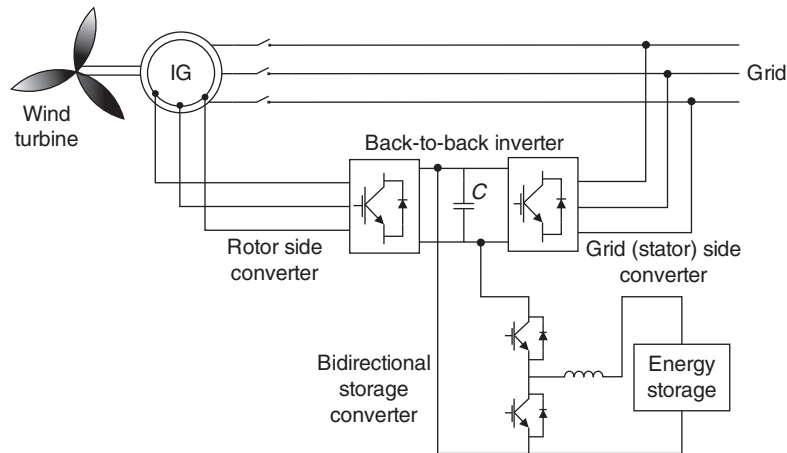 IG
Grid
Wind
turbine
Back-to-back inverter
C
Rotor side
converter
Grid (stator) side
converter
Bidirectional
storage
converter
Energy
storage